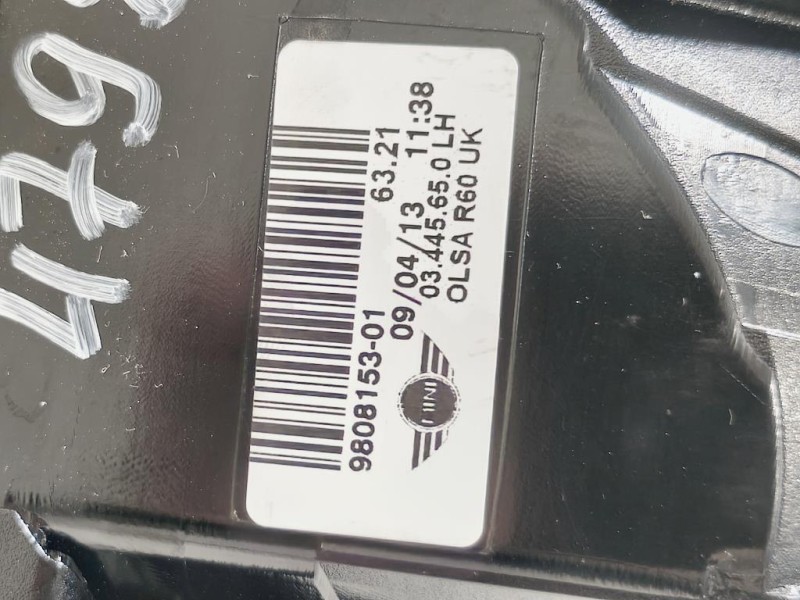 9808153-01 63.21
09/04/13 11:38
03.445.65.0 LH
OLSA R60 UK
MINI